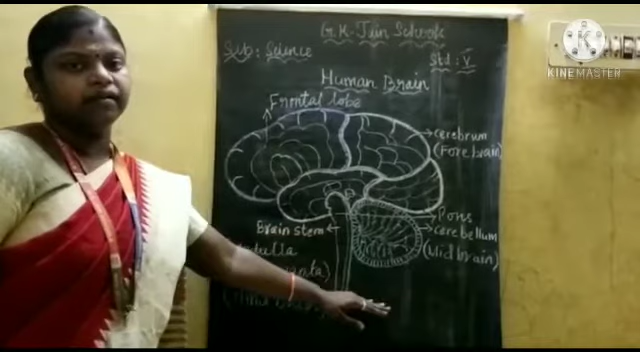 G.K. Jain School
Sub: Science
Std: V
Human Brain
Frontal lobe
cerebrum
(Fore brain)
Pons
Brain stem
cerebellum
(Mid brain)
KM
KINEMASTER